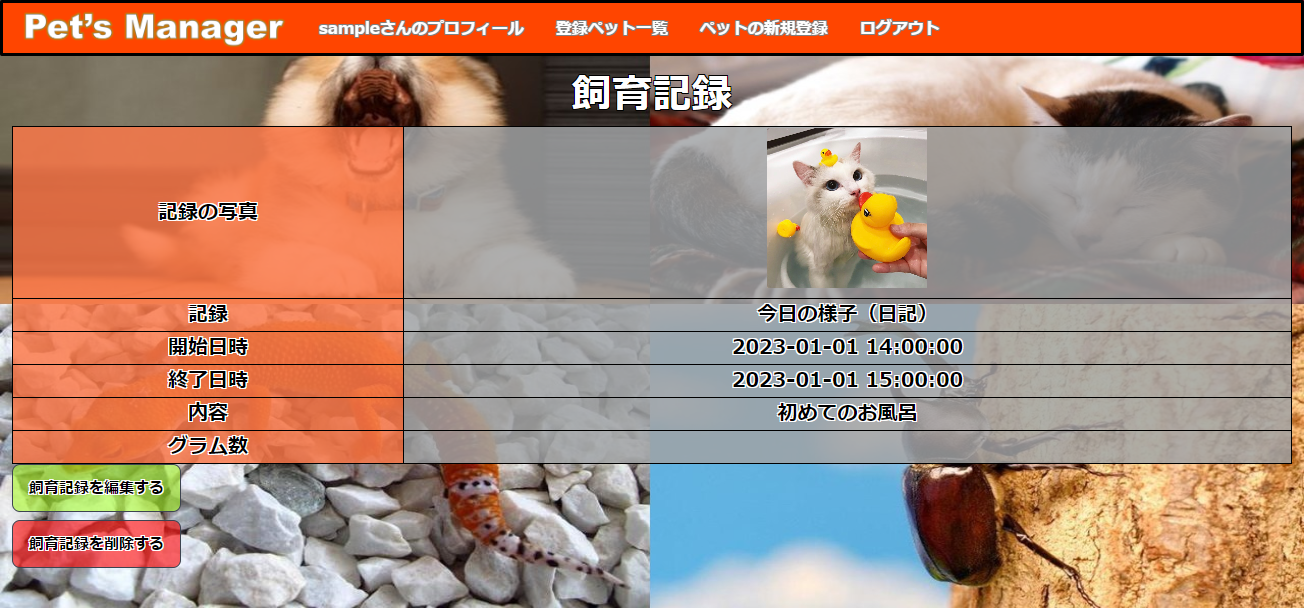 Pet’s Manager sampleさんのプロフィール 登録ペット一覧 ペットの新規登録 ログアウト
飼育記録
記録の写真
記録 今日の様子（日記）
開始日時 2023-01-01 14:00:00
終了日時 2023-01-01 15:00:00
内容 初めてのお風呂
グラム数
飼育記録を編集する
飼育記録を削除する